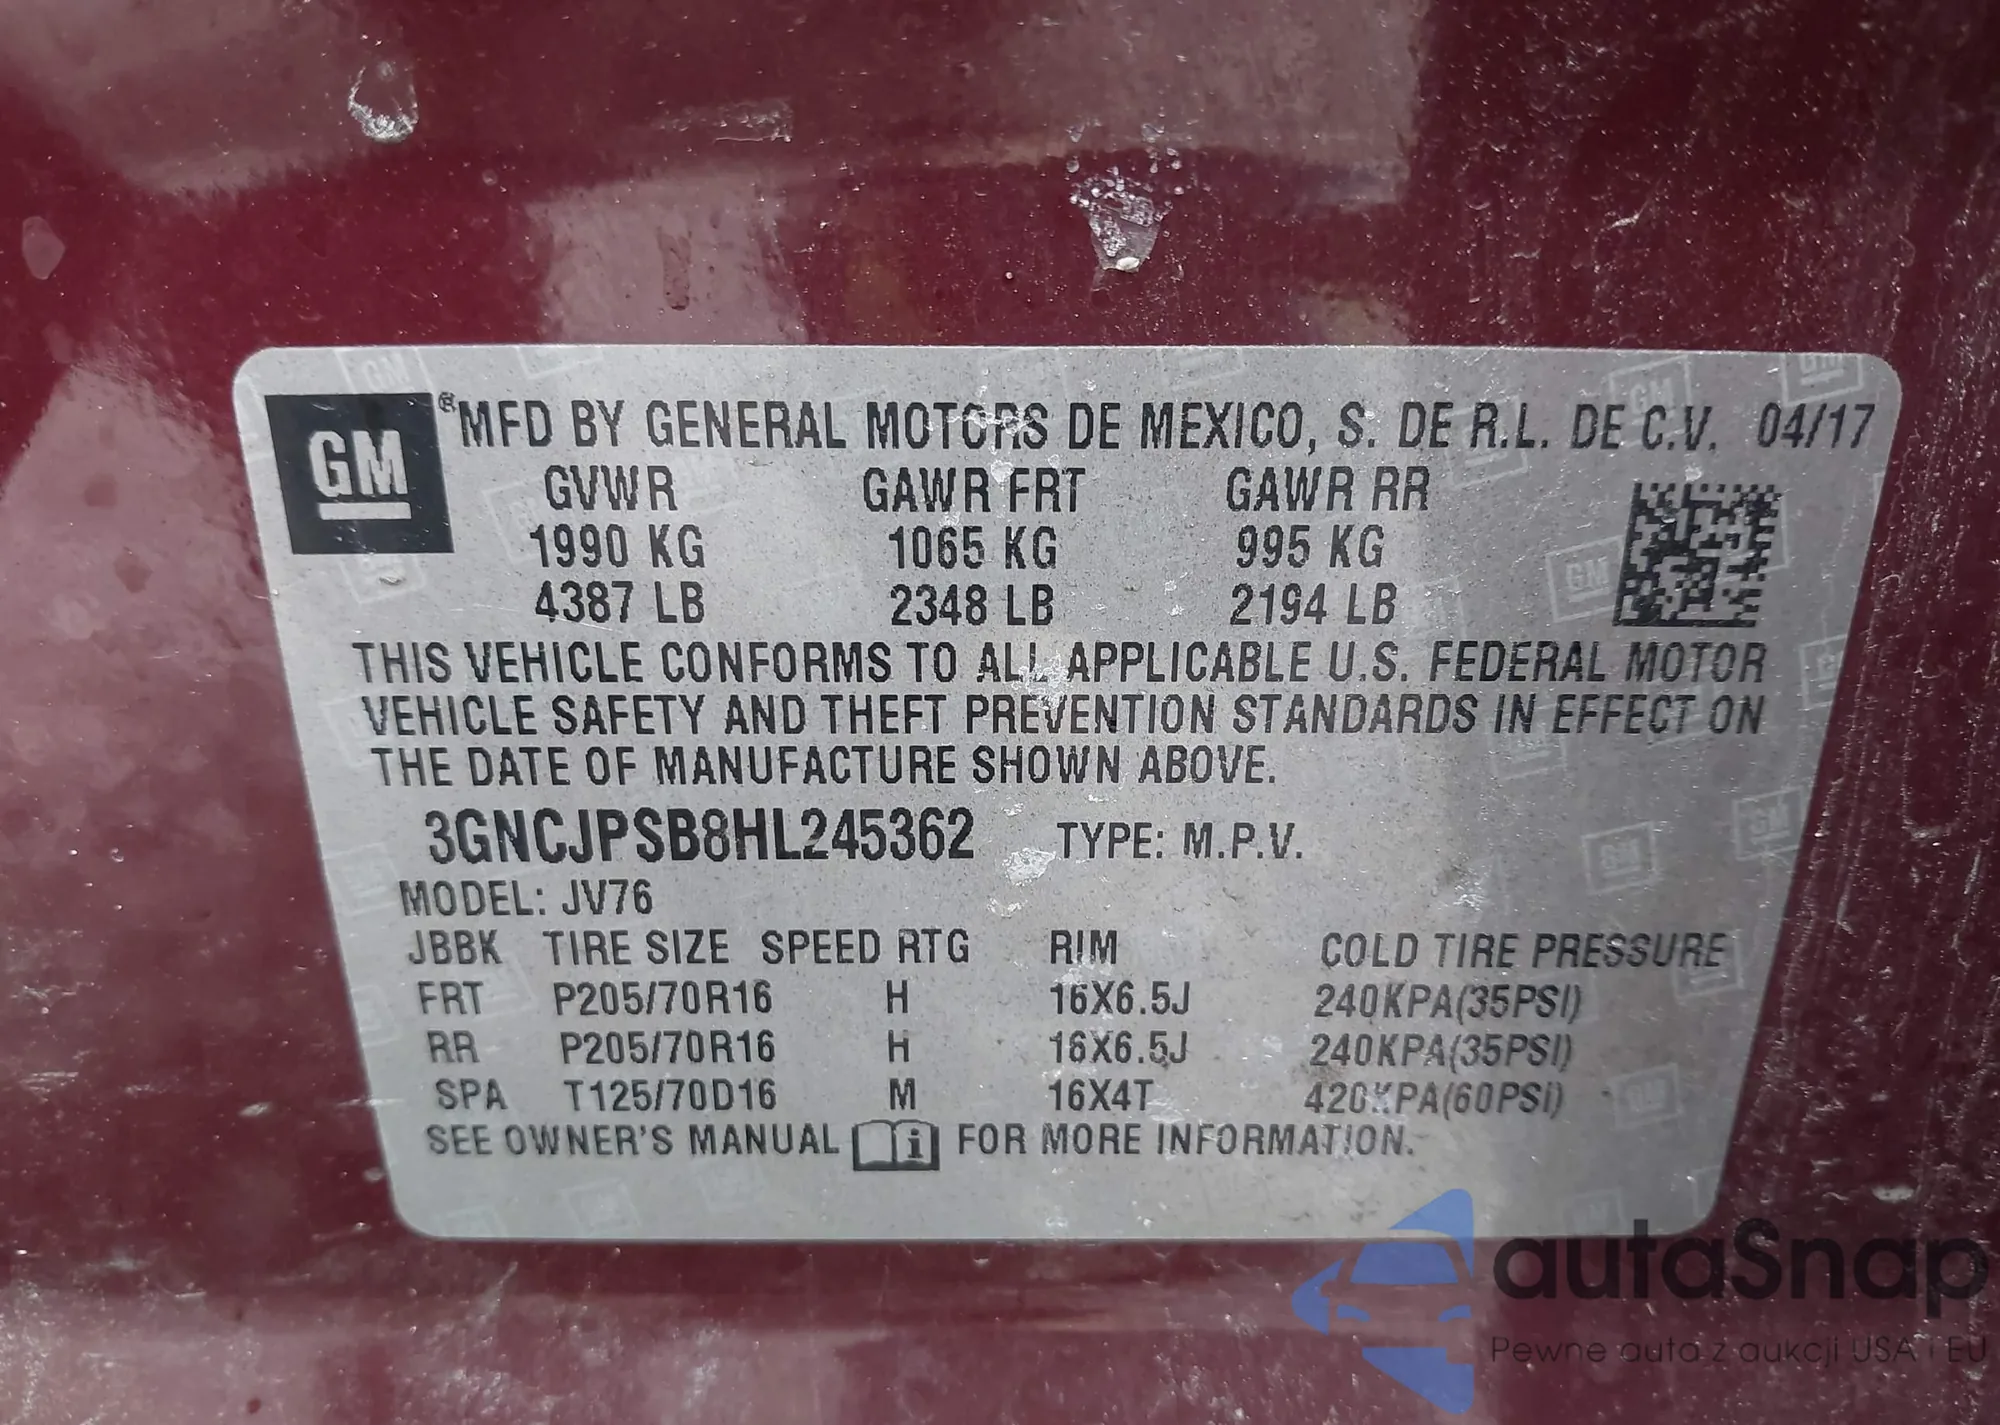 GM
®MFD BY GENERAL MOTORS DE MEXICO, S. DE R.L. DE C.V. 04/17
GVWR GAWR FRT GAWR RR
1990 KG 1065 KG 995 KG
4387 LB 2348 LB 2194 LB
THIS VEHICLE CONFORMS TO ALL APPLICABLE U.S. FEDERAL MOTOR
VEHICLE SAFETY AND THEFT PREVENTION STANDARDS IN EFFECT ON
THE DATE OF MANUFACTURE SHOWN ABOVE.
3GNCJPSB8HL245362 TYPE: M.P.V.
MODEL: JV76
JBBK TIRE SIZE SPEED RTG RIM COLD TIRE PRESSURE
FRT P205/70R16 H 16X6.5J 240KPA(35PSI)
RR P205/70R16 H 16X6.5J 240KPA(35PSI)
SPA T125/70D16 M 16X4T 420KPA(60PSI)
SEE OWNER'S MANUAL i FOR MORE INFORMATION.
autaSnap
Pewne auta z aukcji USA i EU